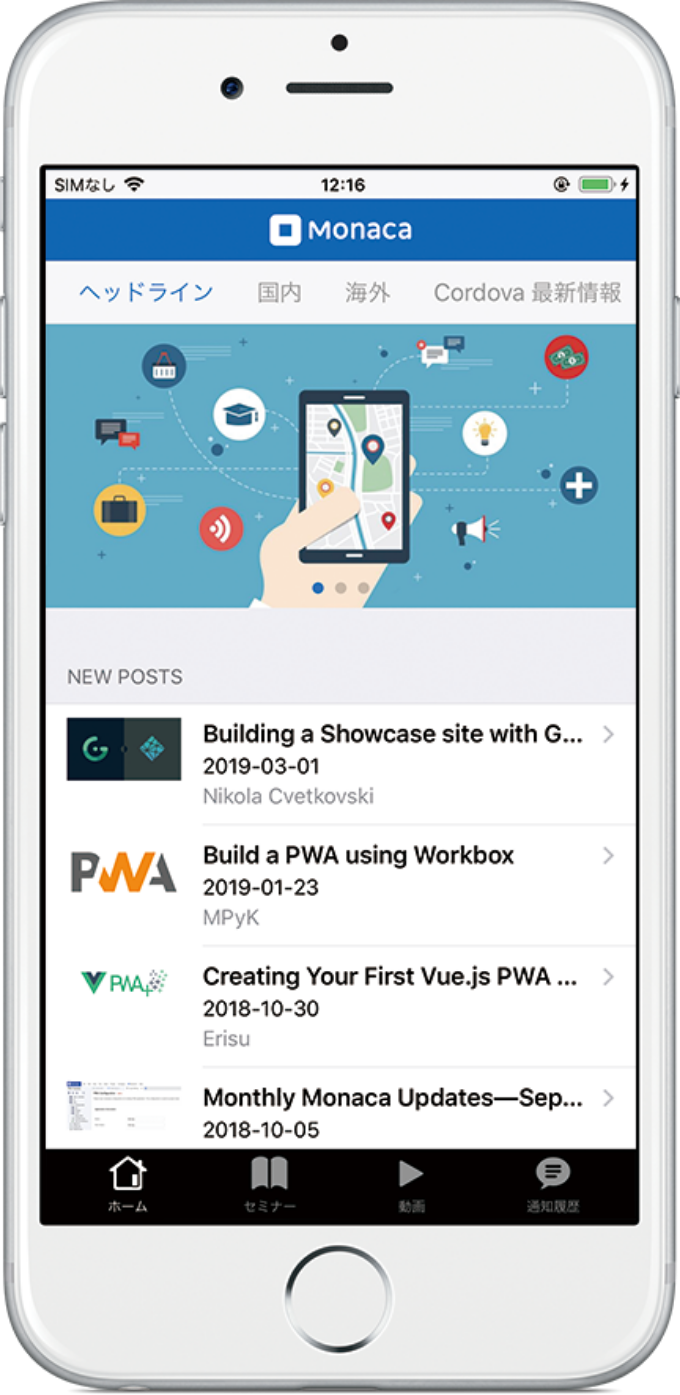 SIMなし 12:16
Monaca
ヘッドライン 国内 海外 Cordova 最新情報
NEW POSTS
Building a Showcase site with G...
2019-03-01
Nikola Cvetkovski
PWA
Build a PWA using Workbox
2019-01-23
MPyK
PWA
Creating Your First Vue.js PWA ...
2018-10-30
Erisu
Monthly Monaca Updates—Sep...
2018-10-05
ホーム セミナー 動画 通知履歴